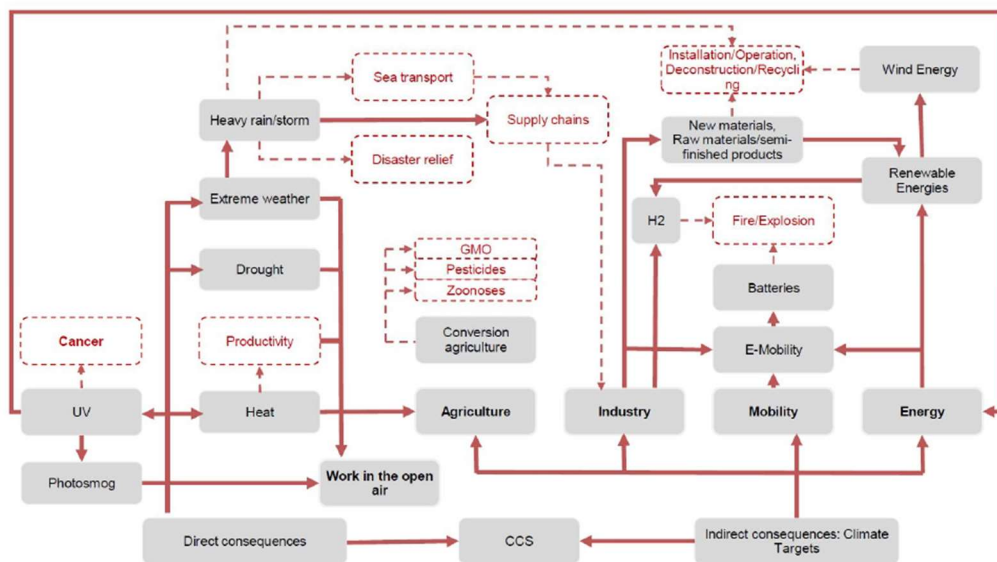 Installation/Operation,
Deconstruction/Recycli
ng
Wind Energy
Sea transport
Heavy rain/storm
Supply chains
New materials,
Raw materials/semi-
finished products
Disaster relief
Renewable
Energies
Extreme weather
H2
Fire/Explosion
GMO
Drought
Pesticides
Zoonoses
Batteries
Cancer
Productivity
Conversion
agriculture
E-Mobility
UV
Heat
Agriculture
Industry
Mobility
Energy
Photosmog
Work in the open
air
Direct consequences
CCS
Indirect consequences: Climate
Targets